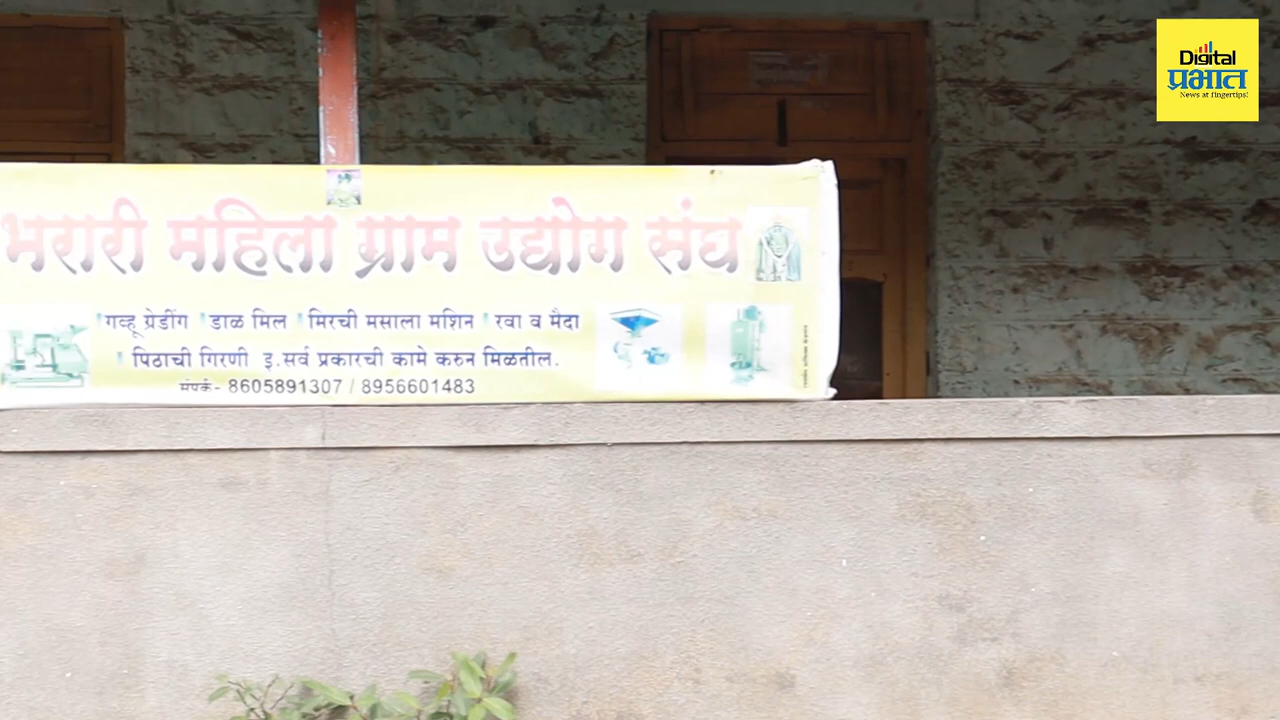 Digital
प्रभात
News at fingertips!
भरारी महिला ग्राम उद्योग संघ
गव्हू ग्रेडींग डाळ मिल मिरची मसाला मशिन रवा व मैदा
पिठाची गिरणी इ.सर्व प्रकारची कामे करुन मिळतील.
संपर्क:- 8605891307 / 8956601483